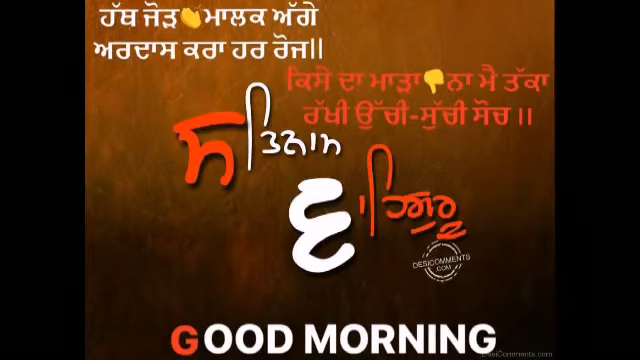 ਹੱਥ ਜੋੜ👏ਮਾਲਕ ਅੱਗੇ
ਅਰਦਾਸ ਕਰਾ ਹਰ ਰੋਜ॥
ਕਿਸੇ ਦਾ ਮਾੜਾ👎ਨਾ ਮੈ ਤੱਕਾ
ਰੱਖੀ ਉੱਚੀ-ਸੁੱਚੀ ਸੋਚ ॥
ਸਤਿਨਾਮ
ਵਾਹਿਗੁਰੂ
DESICOMMENTS
.COM
GOOD MORNING
DesiComments.com